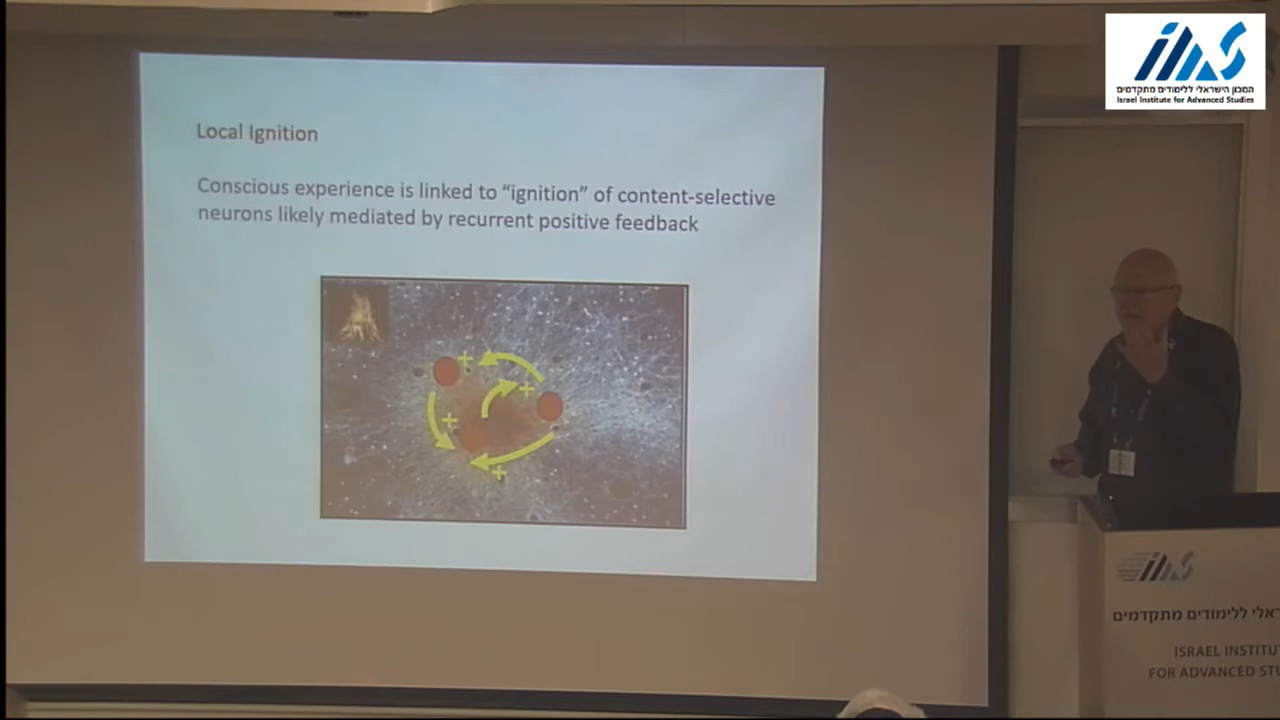 Local Ignition
Conscious experience is linked to “ignition” of content-selective
neurons likely mediated by recurrent positive feedback
+
+
+
+
המכון הישראלי ללימודים מתקדמים
Israel Institute for Advanced Studies
אלי ללימודים מתקדמים
ISRAEL INSTITU
FOR ADVANCED STU